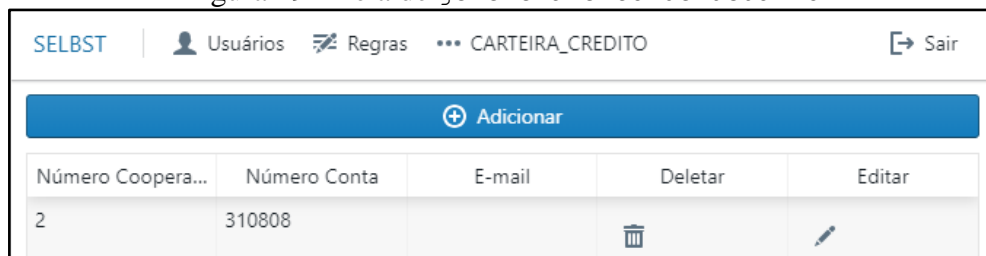 SELBST Usuários Regras ••• CARTEIRA_CREDITO Sair
Adicionar
Número Coopera... Número Conta E-mail Deletar Editar
2 310808